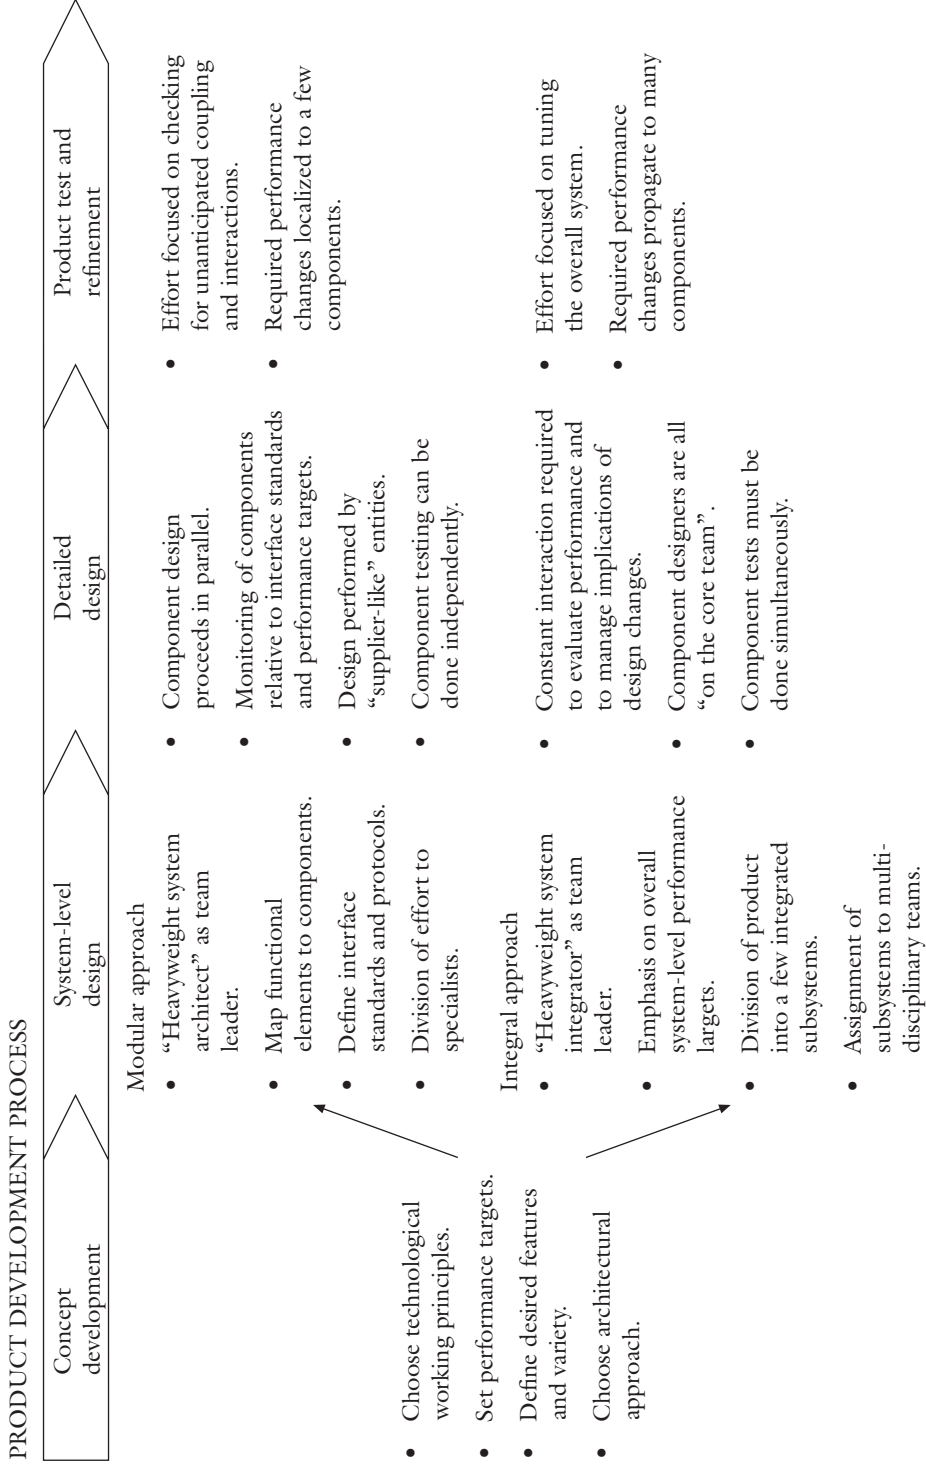 PRODUCT DEVELOPMENT PROCESS
Concept
development
System-level
design
Detailed
design
Product test and
refinement
• Choose technological
working principles.
• Set performance targets.
• Define desired features
and variety.
• Choose architectural
approach.
Modular approach
• “Heavyweight system
architect” as team
leader.
• Map functional
elements to components.
• Define interface
standards and protocols.
• Division of effort to
specialists.
• Component design
proceeds in parallel.
• Monitoring of components
relative to interface standards
and performance targets.
• Design performed by
“supplier-like” entities.
• Component testing can be
done independently.
• Effort focused on checking
for unanticipated coupling
and interactions.
• Required performance
changes localized to a few
components.
Integral approach
• “Heavyweight system
integrator” as team
leader.
• Emphasis on overall
system-level performance
largets.
• Division of product
into a few integrated
subsystems.
• Assignment of
subsystems to multi-
disciplinary teams.
• Constant interaction required
to evaluate performance and
to manage implications of
design changes.
• Component designers are all
“on the core team”.
• Component tests must be
done simultaneously.
• Effort focused on tuning
the overall system.
• Required performance
changes propagate to many
components.